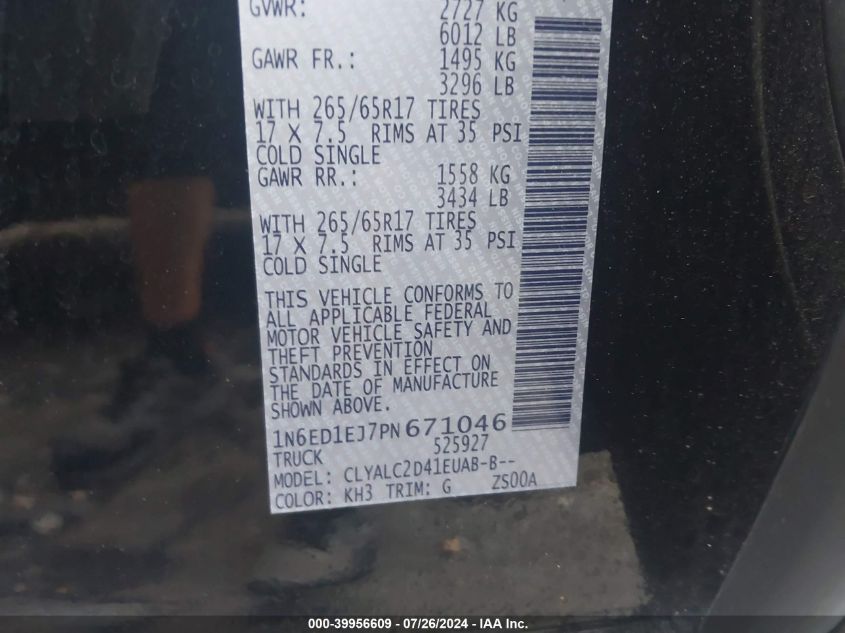 GVWR: 2727 KG
6012 LB
GAWR FR.: 1495 KG
3296 LB
WITH 265/65R17 TIRES
17 X 7.5 RIMS AT 35 PSI
COLD SINGLE
GAWR RR.: 1558 KG
3434 LB
WITH 265/65R17 TIRES
17 X 7.5 RIMS AT 35 PSI
COLD SINGLE
THIS VEHICLE CONFORMS TO
ALL APPLICABLE FEDERAL
MOTOR VEHICLE SAFETY AND
THEFT PREVENTION
STANDARDS IN EFFECT ON
THE DATE OF MANUFACTURE
SHOWN ABOVE.
1N6ED1EJ7PN671046
TRUCK 525927
MODEL: CLYALC2D41EUAB-B--
COLOR: KH3 TRIM: G ZS00A
000-39956609 / 07/26/2024 - IAA Inc.